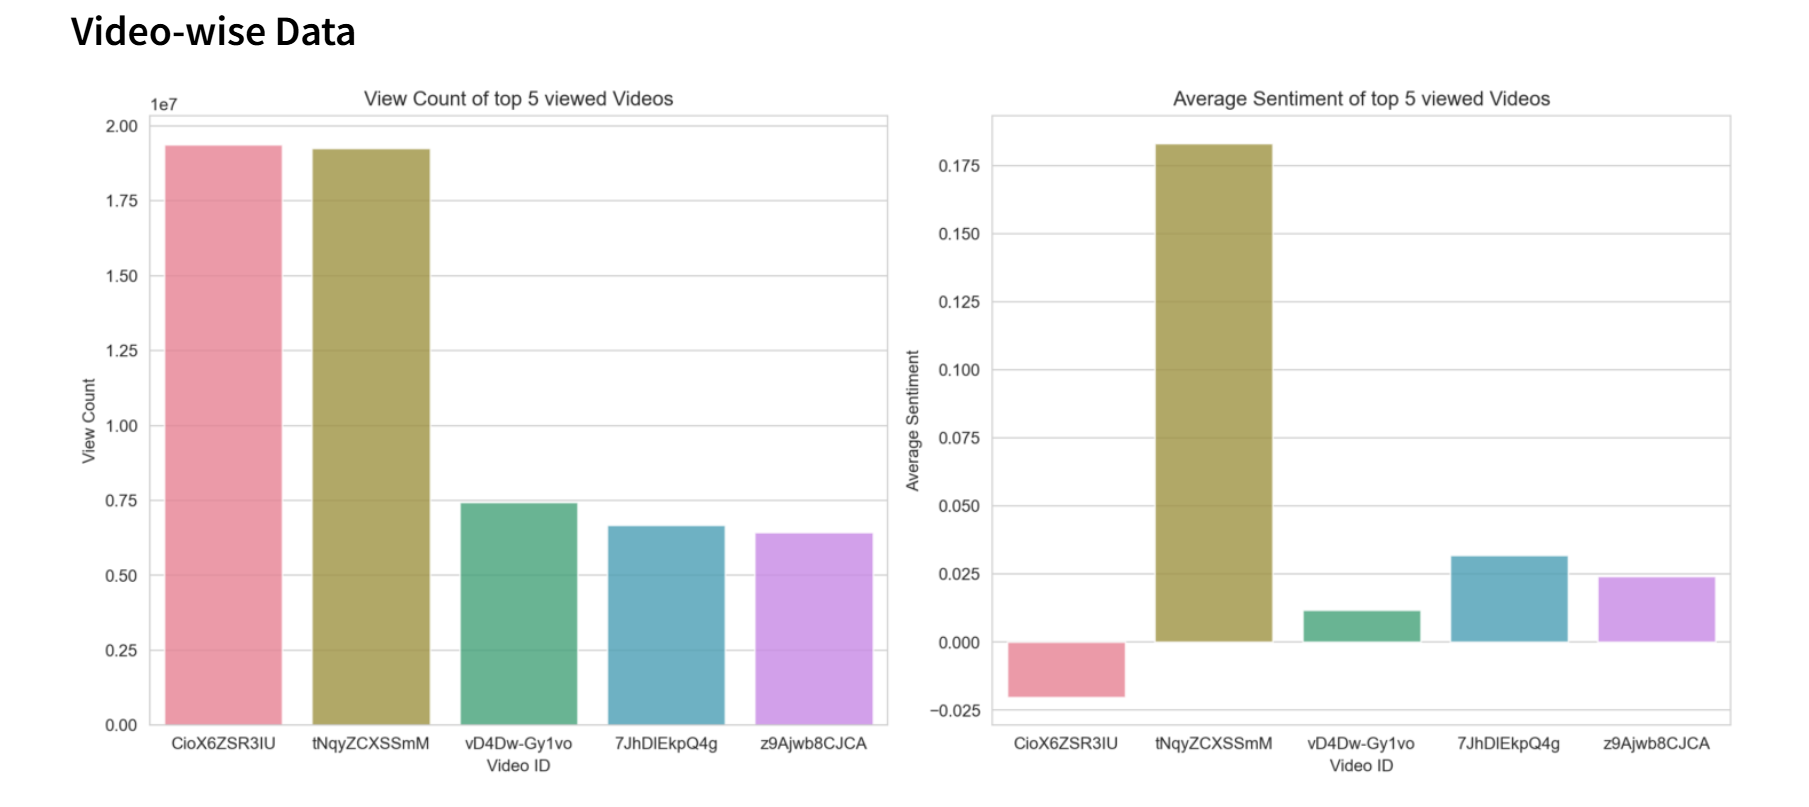 Video-wise Data
View Count of top 5 viewed Videos
1e7
2.00
1.75
1.50
1.25
1.00
0.75
0.50
0.25
0.00
View Count
CioX6ZSR3IU tNqyZCXSSmM vD4Dw-Gy1vo 7JhDlEkpQ4g z9Ajwb8CJCA
Video ID
Average Sentiment of top 5 viewed Videos
0.175
0.150
0.125
0.100
0.075
0.050
0.025
0.000
−0.025
Average Sentiment
CioX6ZSR3IU tNqyZCXSSmM vD4Dw-Gy1vo 7JhDlEkpQ4g z9Ajwb8CJCA
Video ID